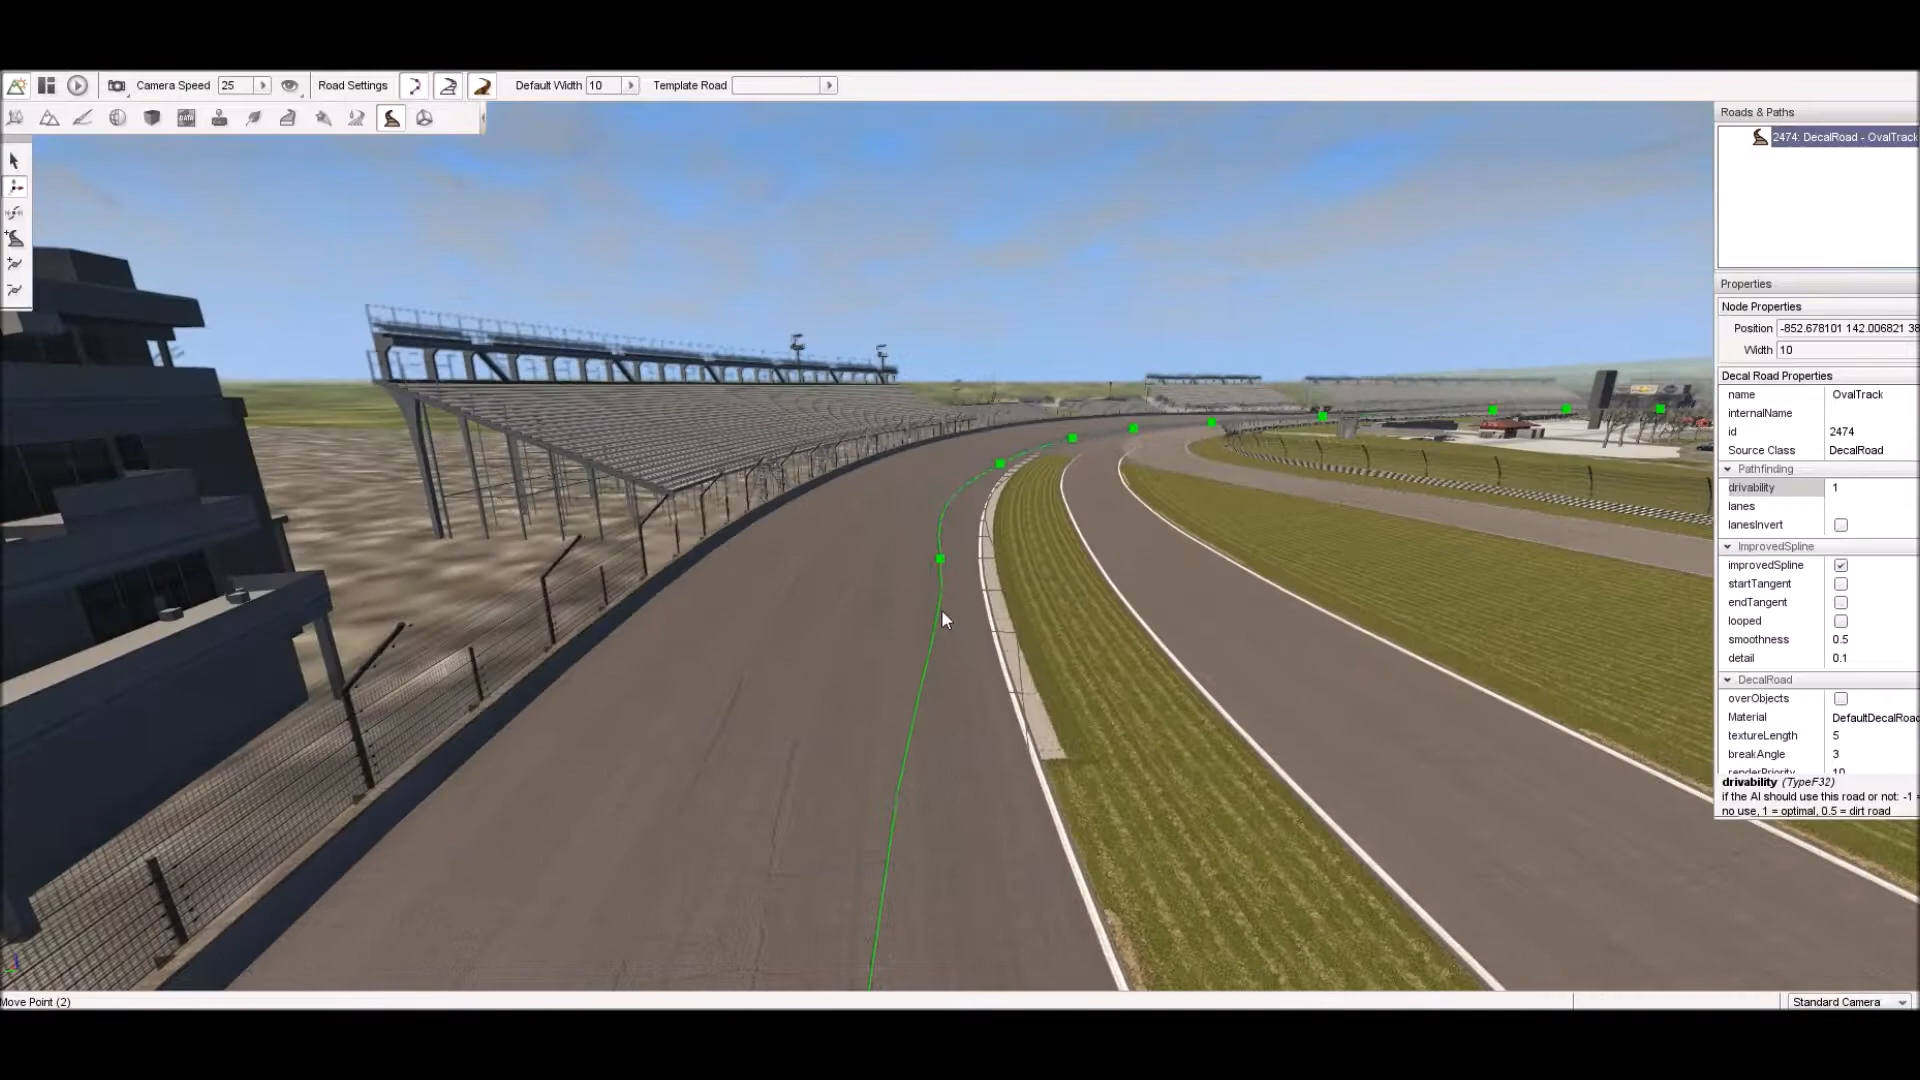 Camera Speed 25 Road Settings Default Width 10 Template Road
DATA
Roads & Paths
2474: DecalRoad - OvalTrack
Properties
Node Properties
Position -852.678101 142.006821 38
Width 10
Decal Road Properties
name OvalTrack
internalName
id 2474
Source Class DecalRoad
Pathfinding
drivability 1
lanes
lanesInvert
ImprovedSpline
improvedSpline
startTangent
endTangent
looped
smoothness 0.5
detail 0.1
DecalRoad
overObjects
Material DefaultDecalRoad
textureLength 5
breakAngle 3
renderPriority 10
drivability (TypeF32)
if the AI should use this road or not: -1 =
no use, 1 = optimal, 0.5 = dirt road
Move Point (2)
Standard Camera